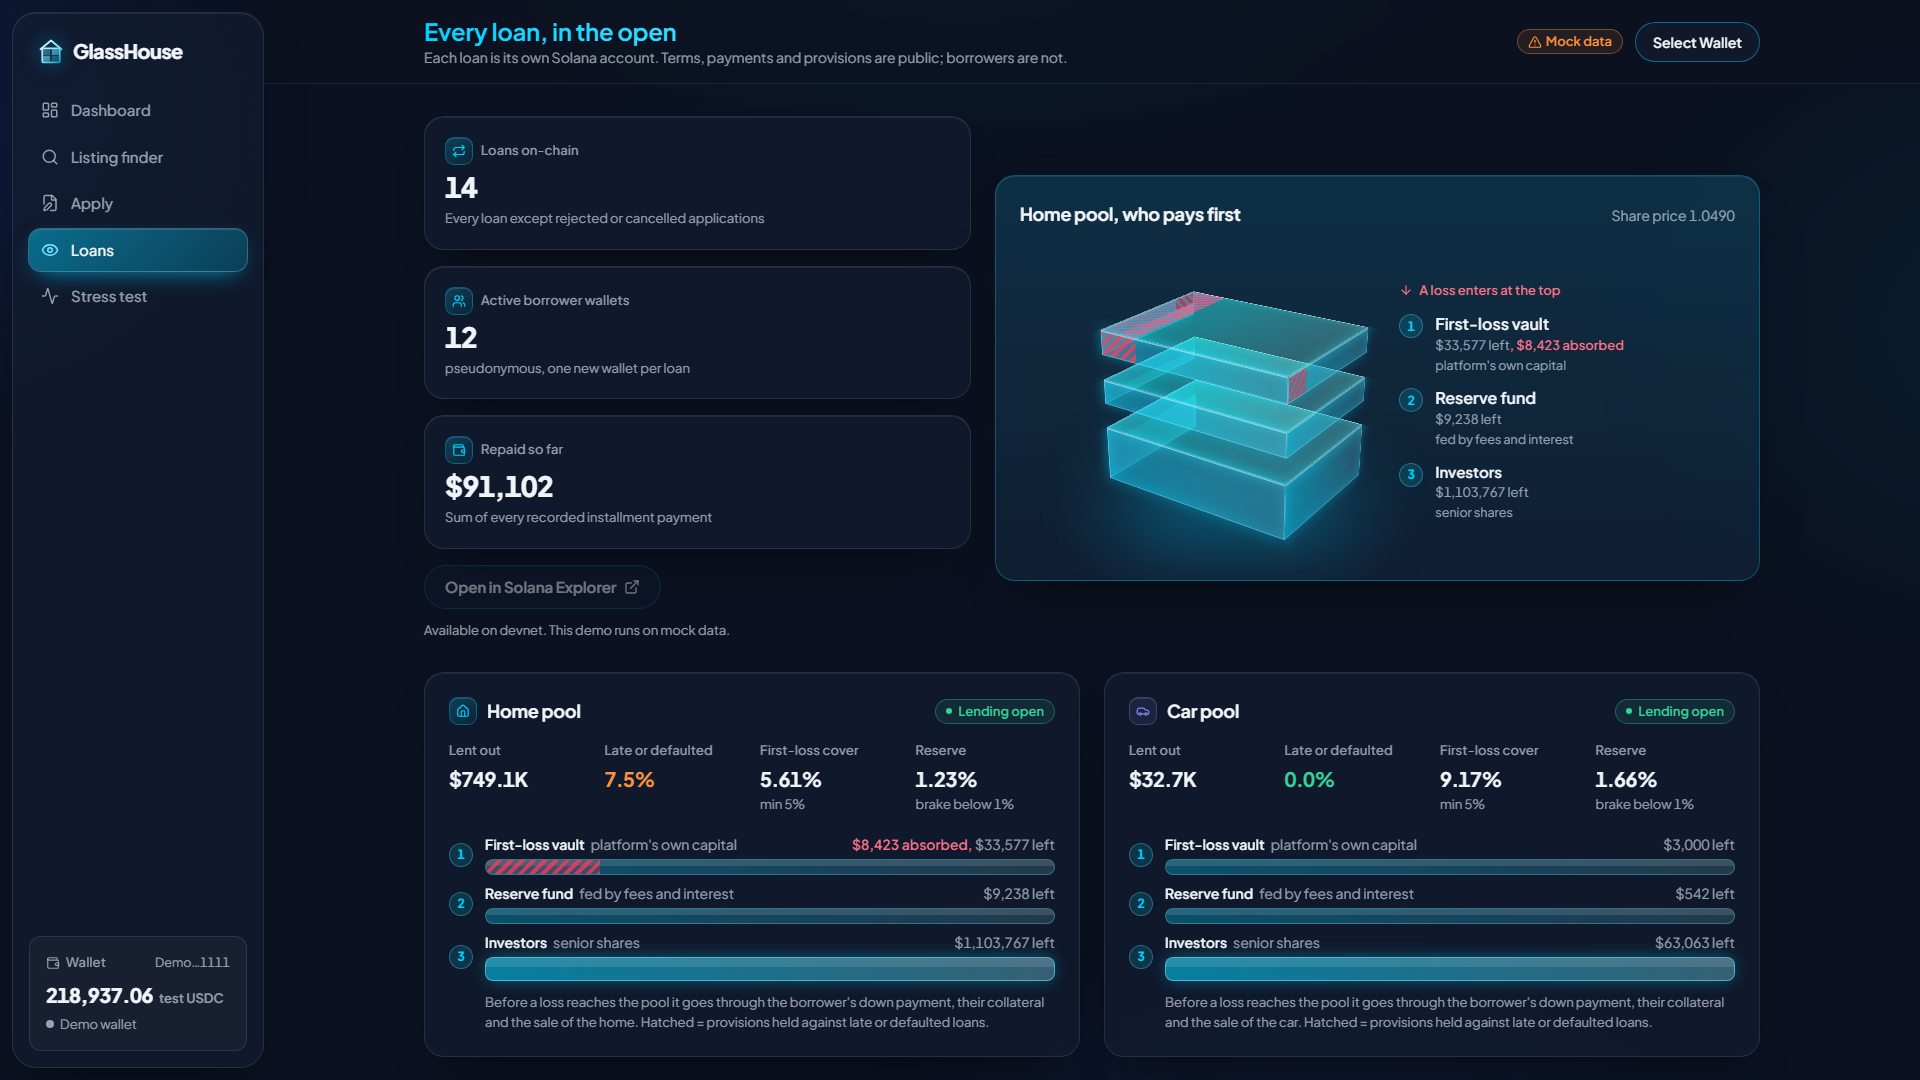 GlassHouse
Dashboard
Listing finder
Apply
Loans
Stress test
Wallet Demo...1111
218,937.06 test USDC
Demo wallet
Every loan, in the open
Each loan is its own Solana account. Terms, payments and provisions are public; borrowers are not.
Mock data
Select Wallet
Loans on-chain
14
Every loan except rejected or cancelled applications
Active borrower wallets
12
pseudonymous, one new wallet per loan
Repaid so far
$91,102
Sum of every recorded installment payment
Open in Solana Explorer
Available on devnet. This demo runs on mock data.
Home pool, who pays first
Share price 1.0490
A loss enters at the top
1 First-loss vault
$33,577 left, $8,423 absorbed
platform's own capital
2 Reserve fund
$9,238 left
fed by fees and interest
3 Investors
$1,103,767 left
senior shares
Home pool
Lending open
Lent out Late or defaulted First-loss cover Reserve
$749.1K 7.5% 5.61% 1.23%
min 5% brake below 1%
1 First-loss vault platform's own capital $8,423 absorbed, $33,577 left
2 Reserve fund fed by fees and interest $9,238 left
3 Investors senior shares $1,103,767 left
Before a loss reaches the pool it goes through the borrower's down payment, their collateral
and the sale of the home. Hatched = provisions held against late or defaulted loans.
Car pool
Lending open
Lent out Late or defaulted First-loss cover Reserve
$32.7K 0.0% 9.17% 1.66%
min 5% brake below 1%
1 First-loss vault platform's own capital $3,000 left
2 Reserve fund fed by fees and interest $542 left
3 Investors senior shares $63,063 left
Before a loss reaches the pool it goes through the borrower's down payment, their collateral
and the sale of the car. Hatched = provisions held against late or defaulted loans.